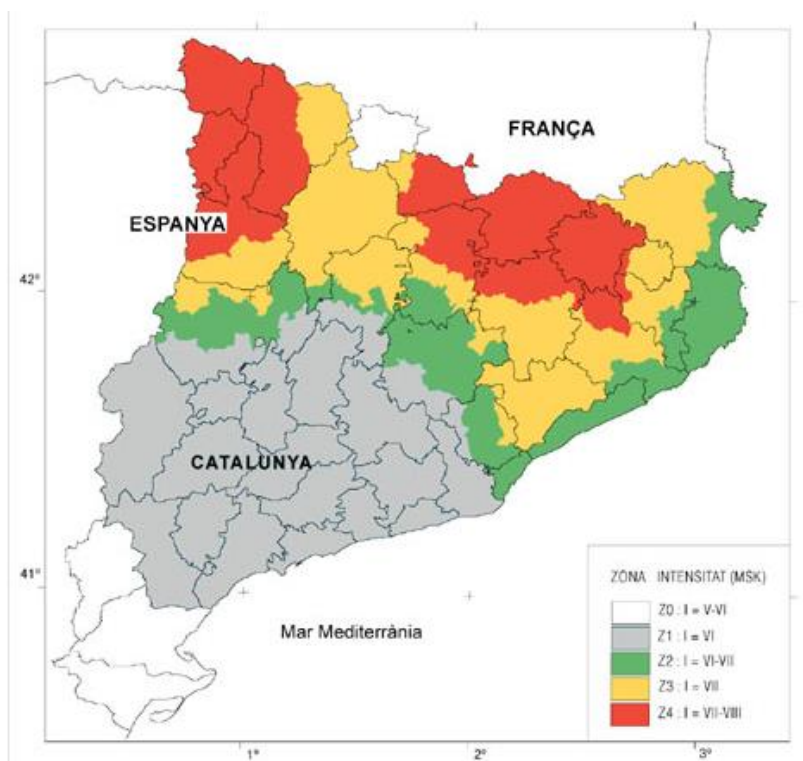 FRANÇA
ESPANYA
42°
CATALUNYA
41°
Mar Mediterrània
ZONA INTENSITAT (MSK)
Z0 : I = V-VI
Z1 : I = VI
Z2 : I = VI-VII
Z3 : I = VII
Z4 : I = VII-VIII
1° 2° 3°